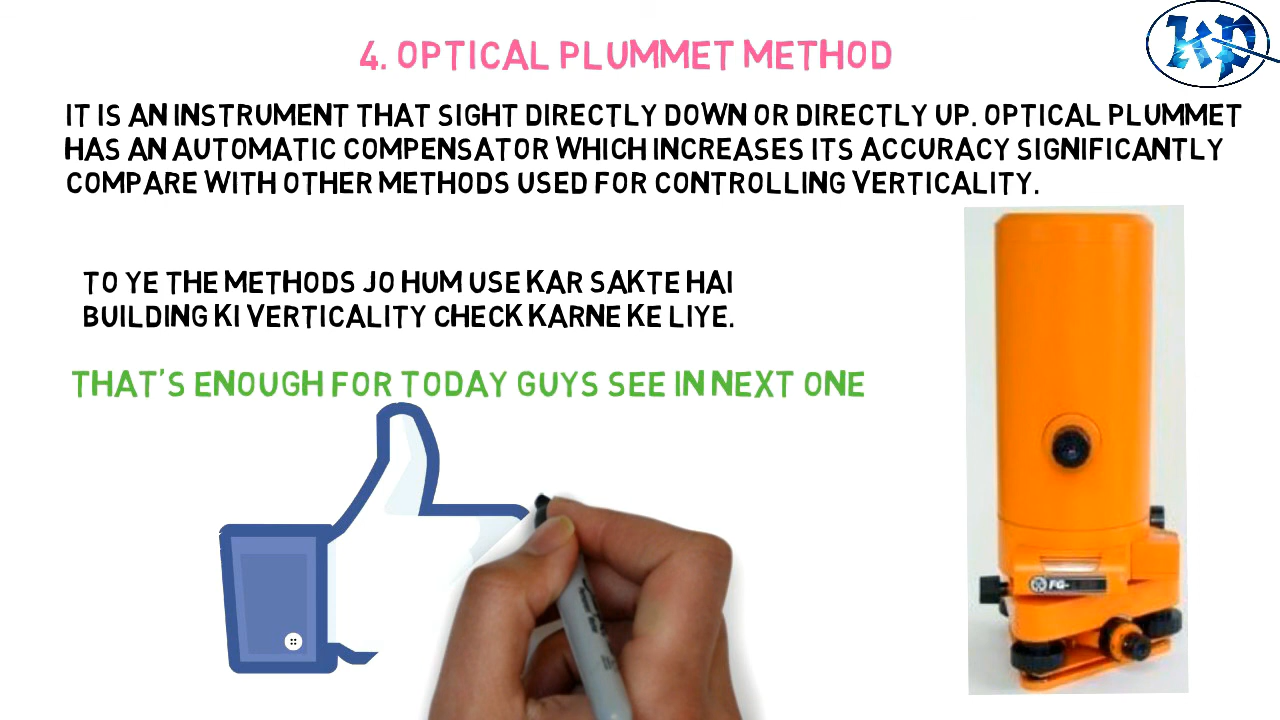 KP
4. OPTICAL PLUMMET METHOD
IT IS AN INSTRUMENT THAT SIGHT DIRECTLY DOWN OR DIRECTLY UP. OPTICAL PLUMMET
HAS AN AUTOMATIC COMPENSATOR WHICH INCREASES ITS ACCURACY SIGNIFICANTLY
COMPARE WITH OTHER METHODS USED FOR CONTROLLING VERTICALITY.
TO YE THE METHODS JO HUM USE KAR SAKTE HAI
BUILDING KI VERTICALITY CHECK KARNE KE LIYE.
THAT'S ENOUGH FOR TODAY GUYS SEE IN NEXT ONE
FG-